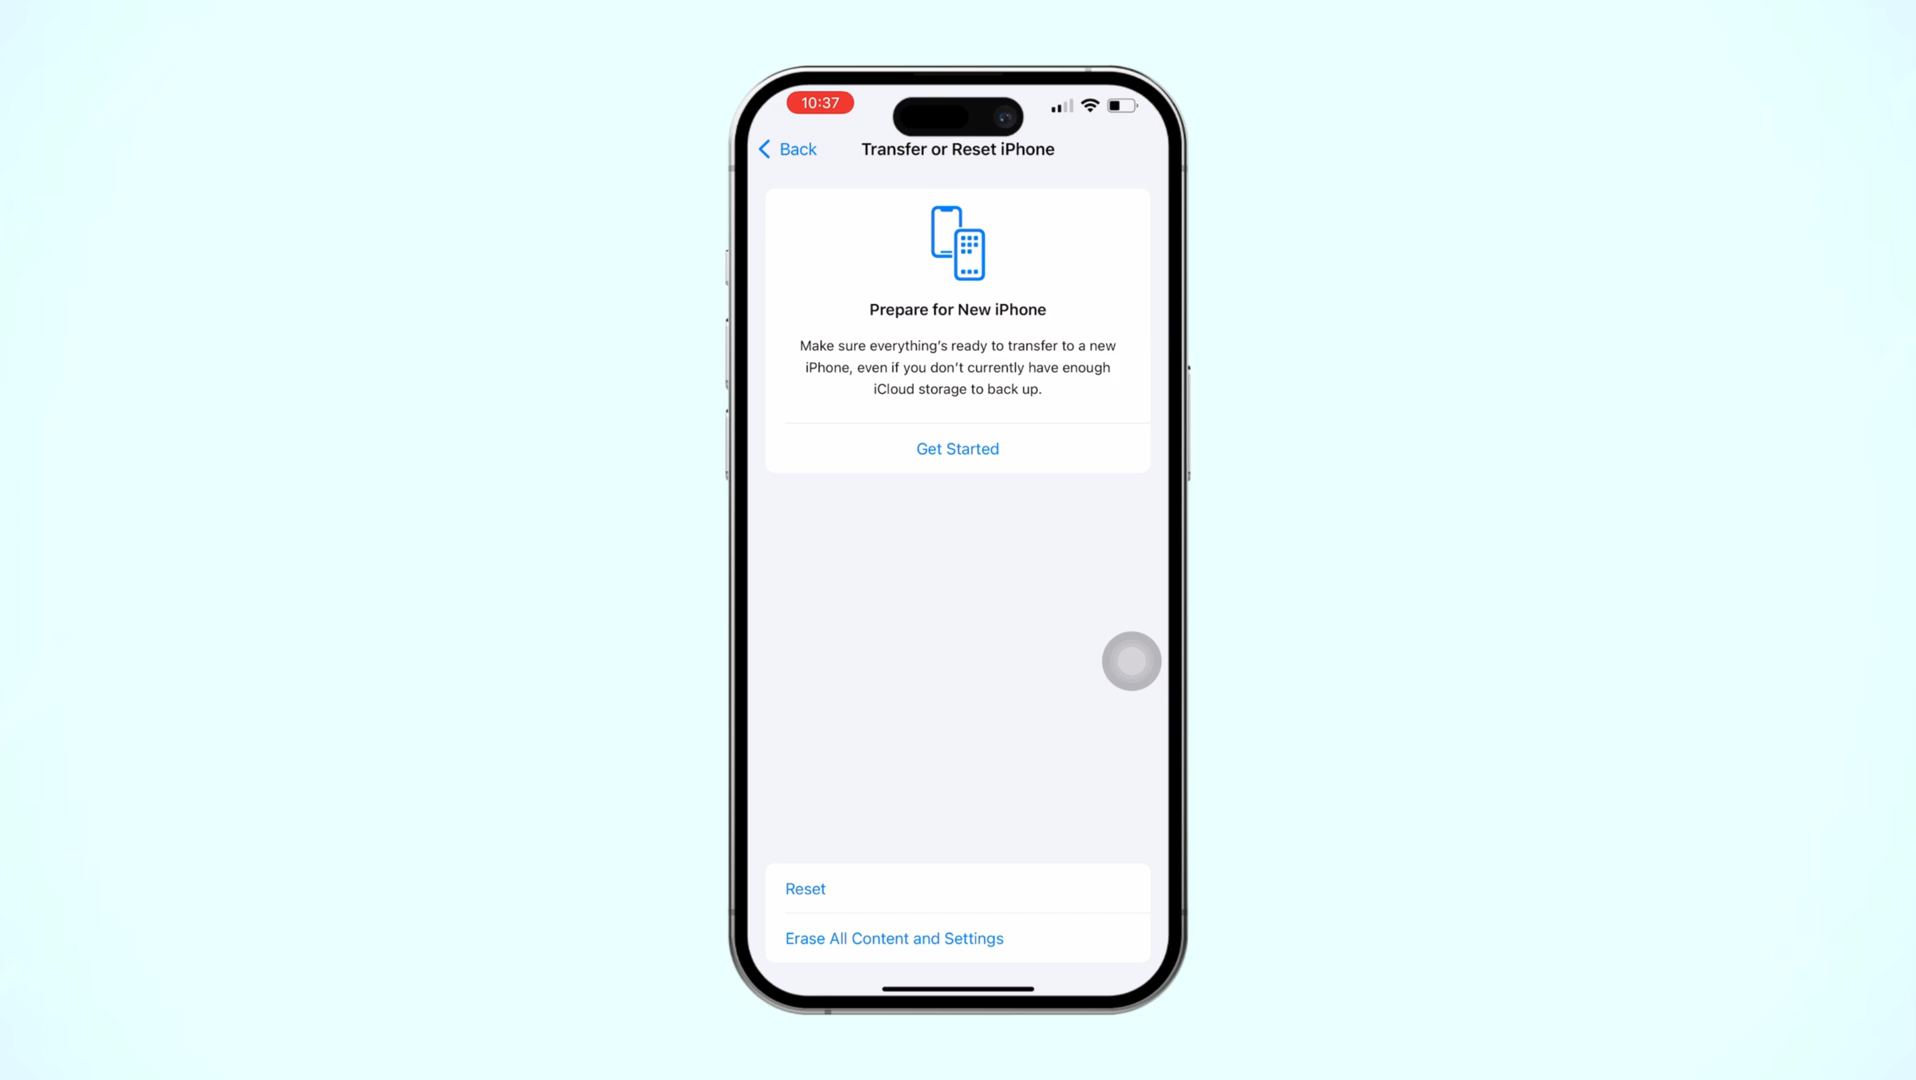 10:37
Back
Transfer or Reset iPhone
Prepare for New iPhone
Make sure everything’s ready to transfer to a new
iPhone, even if you don’t currently have enough
iCloud storage to back up.
Get Started
Reset
Erase All Content and Settings